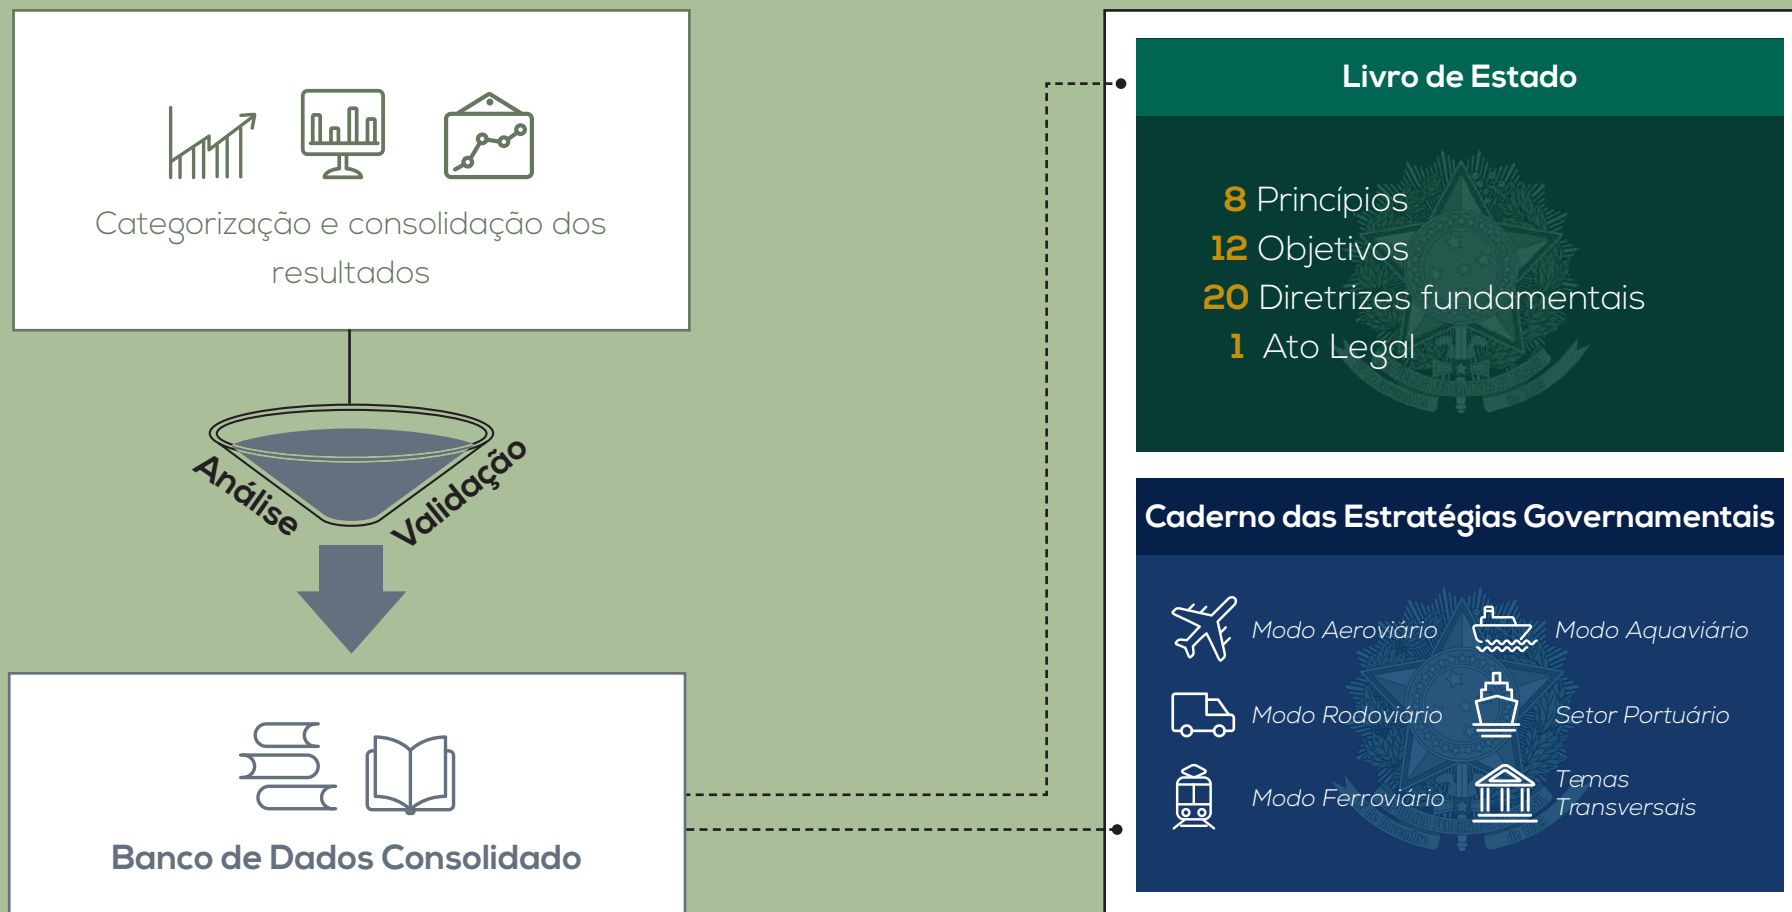 Categorização e consolidação dos
resultados
Análise
Validação
Banco de Dados Consolidado
Livro de Estado
8 Princípios
12 Objetivos
20 Diretrizes fundamentais
1 Ato Legal
Caderno das Estratégias Governamentais
Modo Aeroviário
Modo Aquaviário
Modo Rodoviário
Setor Portuário
Modo Ferroviário
Temas
Transversais